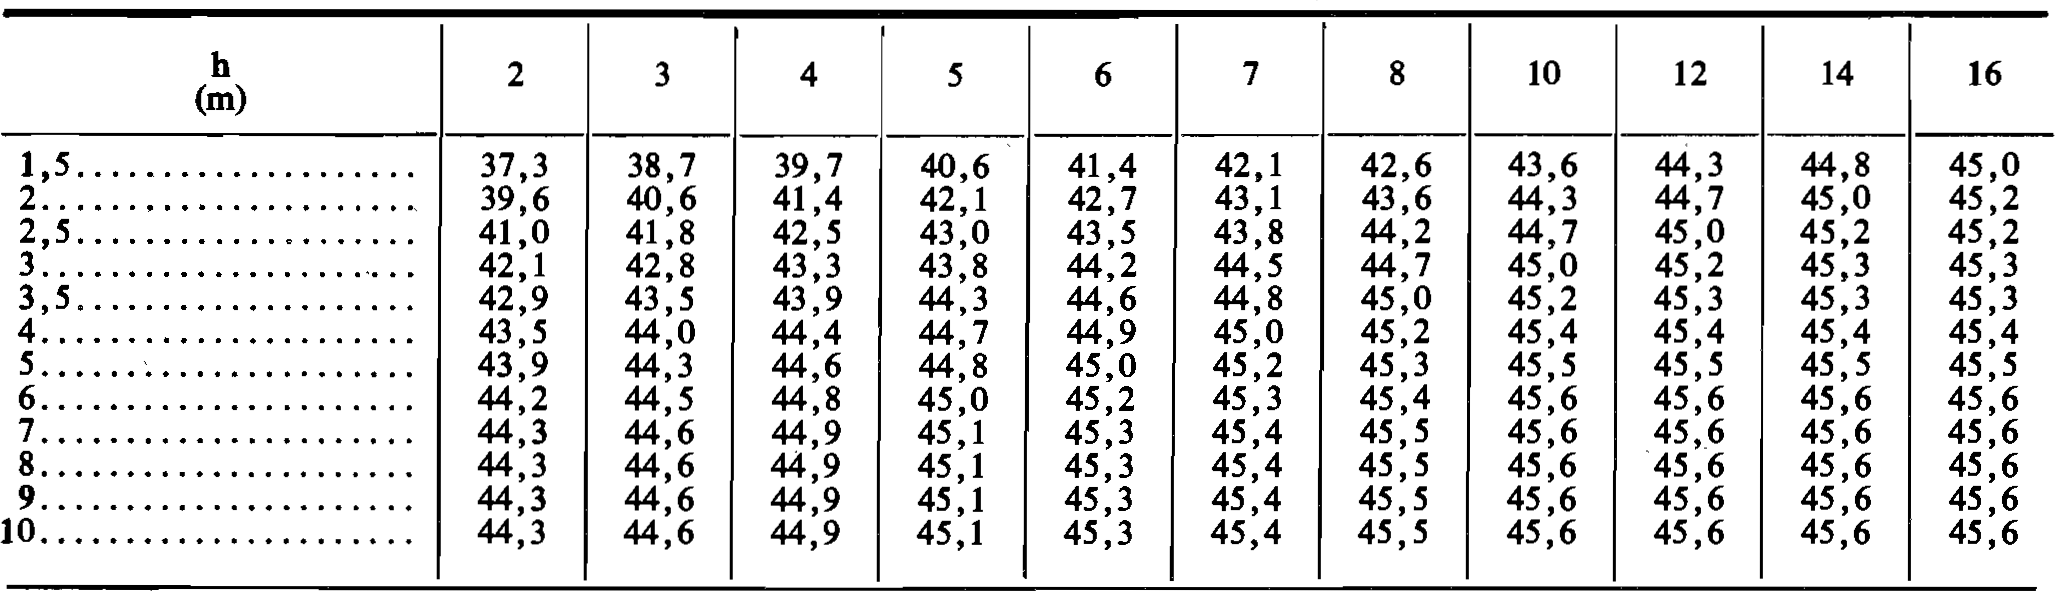 h 2 3 4 5 6 7 8 10 12 14 16
(m)
1,5..................... 37,3 38,7 39,7 40,6 41,4 42,1 42,6 43,6 44,3 44,8 45,0
2....................... 39,6 40,6 41,4 42,1 42,7 43,1 43,6 44,3 44,7 45,0 45,2
2,5..................... 41,0 41,8 42,5 43,0 43,5 43,8 44,2 44,7 45,0 45,2 45,2
3....................... 42,1 42,8 43,3 43,8 44,2 44,5 44,7 45,0 45,2 45,3 45,3
3,5..................... 42,9 43,5 43,9 44,3 44,6 44,8 45,0 45,2 45,3 45,3 45,3
4....................... 43,5 44,0 44,4 44,7 44,9 45,0 45,2 45,4 45,4 45,4 45,4
5....................... 43,9 44,3 44,6 44,8 45,0 45,2 45,3 45,5 45,5 45,5 45,5
6....................... 44,2 44,5 44,8 45,0 45,2 45,3 45,4 45,6 45,6 45,6 45,6
7....................... 44,3 44,6 44,9 45,1 45,3 45,4 45,5 45,6 45,6 45,6 45,6
8....................... 44,3 44,6 44,9 45,1 45,3 45,4 45,5 45,6 45,6 45,6 45,6
9....................... 44,3 44,6 44,9 45,1 45,3 45,4 45,5 45,6 45,6 45,6 45,6
10...................... 44,3 44,6 44,9 45,1 45,3 45,4 45,5 45,6 45,6 45,6 45,6